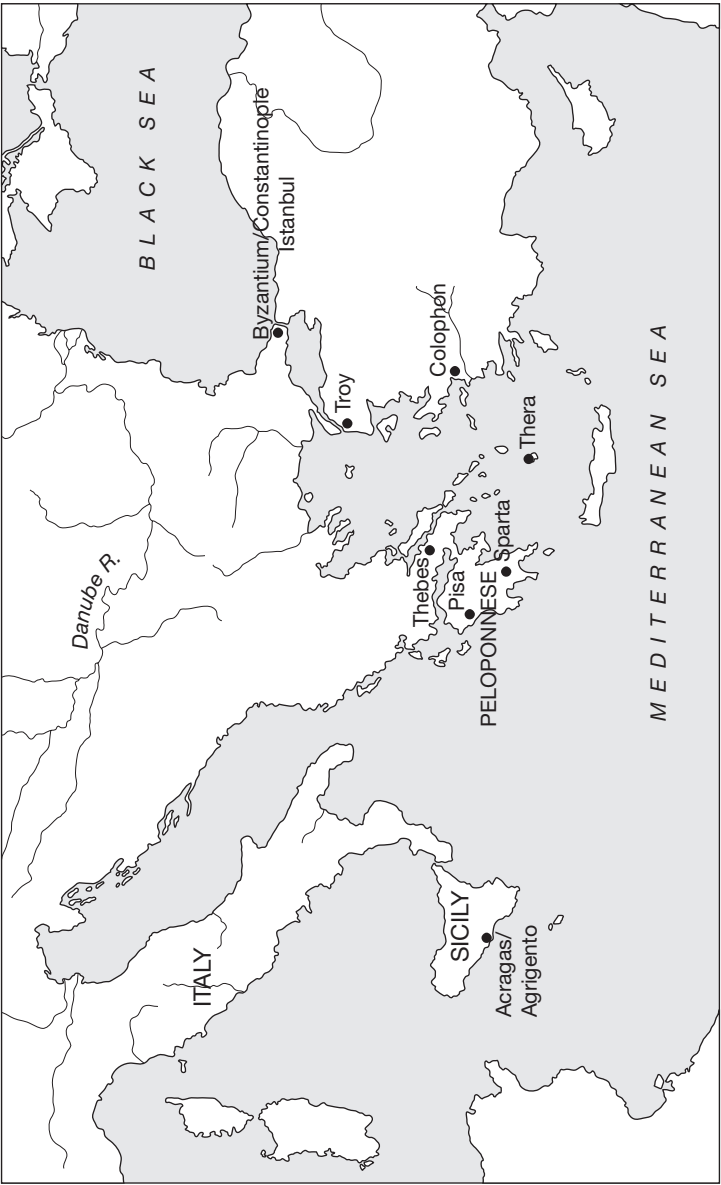 Danube R.
BLACK SEA
ITALY
Byzantium/Constantinople
Istanbul
Troy
Thebes
Colophon
Pisa
SICILY
PELOPONNESE
Sparta
Acragas/
Agrigento
Thera
MEDITERRANEAN SEA